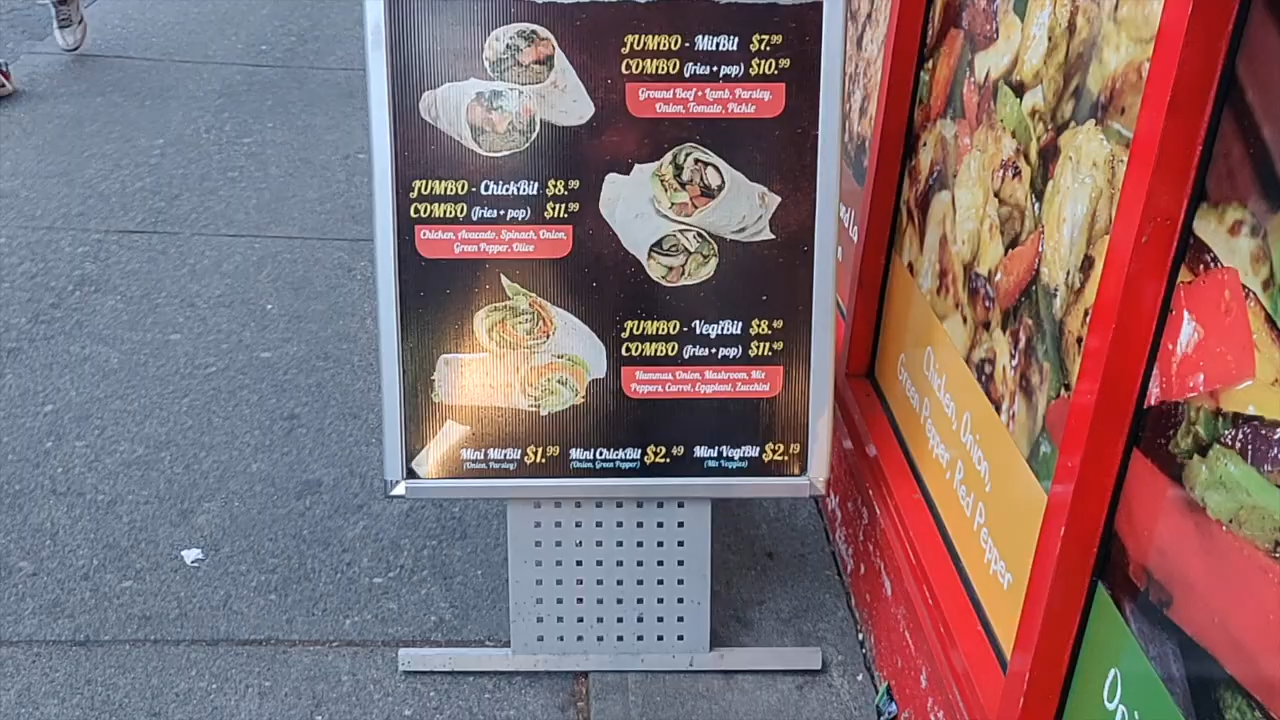 JUMBO - MitBit $7.99
COMBO (fries + pop) $10.99
Ground Beef + Lamb, Parsley,
Onion, Tomato, Pickle
JUMBO - ChickBit $8.99
COMBO (fries + pop) $11.99
Chicken, Avacado, Spinach, Onion,
Green Pepper, Olive
JUMBO - VegiBit $8.49
COMBO (fries + pop) $11.49
Hummus, Onion, Mashroom, Mix
Peppers, Carrot, Eggplant, Zucchini
Mini MitBit $1.99
(Onion, Parsley)
Mini ChickBit $2.49
(Onion, Green Pepper)
Mini VegiBit $2.19
(Mix Veggies)
Chicken, Onion,
Green Pepper, Red Pepper